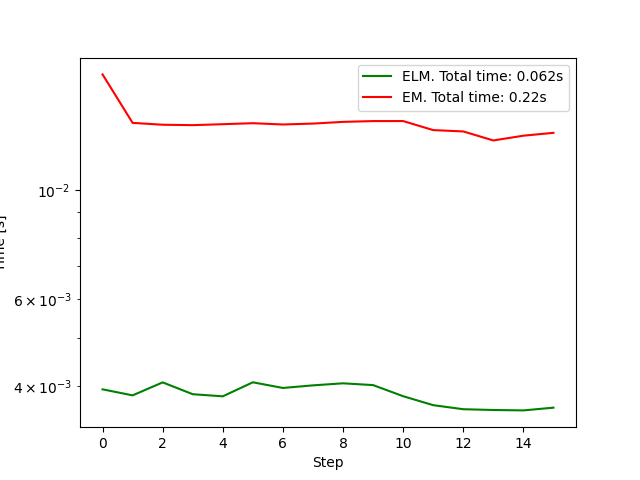 ELM. Total time: 0.062s
EM. Total time: 0.22s
10⁻²
6 × 10⁻³
4 × 10⁻³
0 2 4 6 8 10 12 14
Step